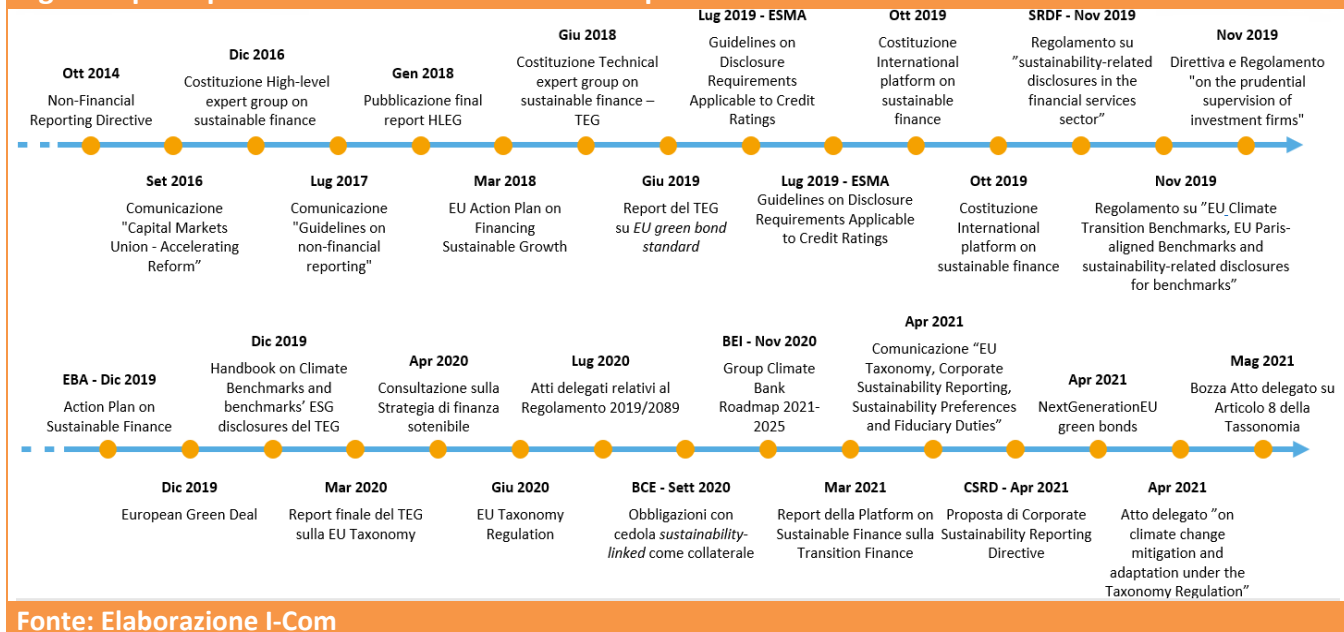 Lug 2019 - ESMA
Guidelines on
Disclosure
Requirements
Applicable to Credit
Ratings
Ott 2019
Costituzione
International
platform on
sustainable
finance
SRDF - Nov 2019
Regolamento su
”sustainability-related
disclosures in the
financial services
sector”
Giu 2018
Costituzione Technical
expert group on
sustainable finance –
TEG
Nov 2019
Direttiva e Regolamento
"on the prudential
supervision of
investment firms"
Dic 2016
Costituzione High-level
expert group on
sustainable finance
Ott 2014
Non-Financial
Reporting Directive
Gen 2018
Pubblicazione final
report HLEG
Set 2016
Comunicazione
"Capital Markets
Union - Accelerating
Reform”
Lug 2017
Comunicazione
"Guidelines on
non-financial
reporting"
Mar 2018
EU Action Plan on
Financing
Sustainable Growth
Giu 2019
Report del TEG
su EU green bond
standard
Lug 2019 - ESMA
Guidelines on Disclosure
Requirements Applicable
to Credit Ratings
Ott 2019
Costituzione
International
platform on
sustainable finance
Nov 2019
Regolamento su ”EU Climate
Transition Benchmarks, EU Paris-
aligned Benchmarks and
sustainability-related disclosures
for benchmarks”
EBA - Dic 2019
Action Plan on
Sustainable Finance
Dic 2019
Handbook on Climate
Benchmarks and
benchmarks’ ESG
disclosures del TEG
Apr 2020
Consultazione sulla
Strategia di finanza
sotenibile
Lug 2020
Atti delegati relativi al
Regolamento 2019/2089
BEI - Nov 2020
Group Climate
Bank
Roadmap 2021-
2025
Apr 2021
Comunicazione “EU
Taxonomy, Corporate
Sustainability Reporting,
Sustainability Preferences
and Fiduciary Duties”
Apr 2021
NextGenerationEU
green bonds
Mag 2021
Bozza Atto delegato su
Articolo 8 della
Tassonomia
Dic 2019
European Green Deal
Mar 2020
Report finale del TEG
sulla EU Taxonomy
Giu 2020
EU Taxonomy
Regulation
BCE - Sett 2020
Obbligazioni con
cedola sustainability-
linked come collaterale
Mar 2021
Report della Platform on
Sustainable Finance sulla
Transition Finance
CSRD - Apr 2021
Proposta di Corporate
Sustainability Reporting
Directive
Apr 2021
Atto delegato ”on
climate change
mitigation and
adaptation under the
Taxonomy Regulation”
Fonte: Elaborazione I-Com